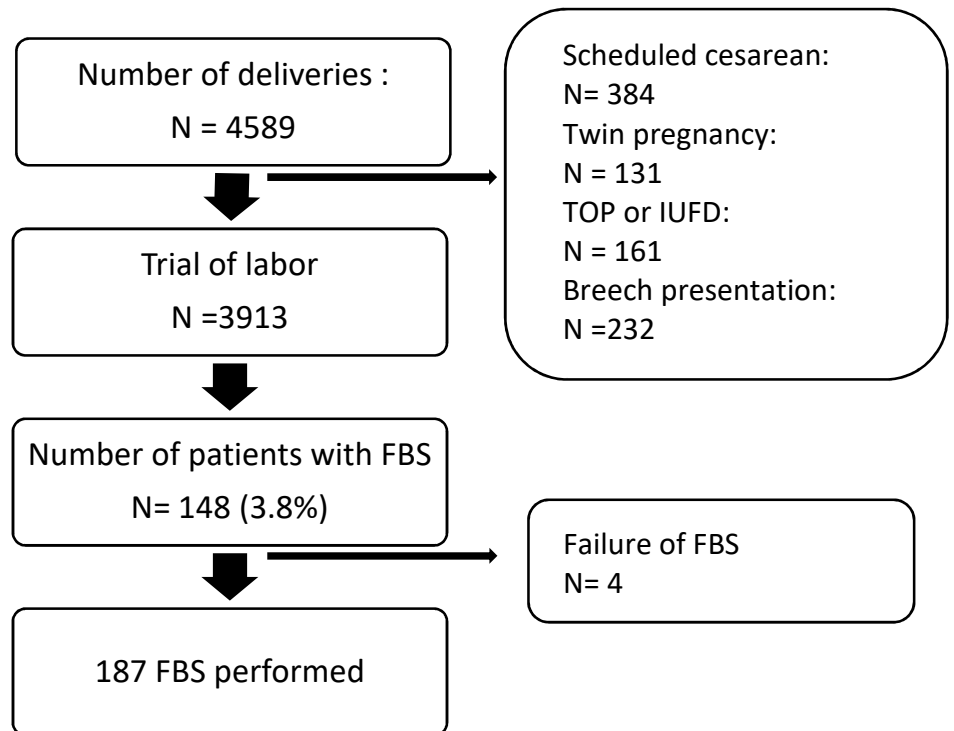 Number of deliveries :
N = 4589
Scheduled cesarean:
N= 384
Twin pregnancy:
N = 131
TOP or IUFD:
N = 161
Breech presentation:
N =232
Trial of labor
N =3913
Number of patients with FBS
N= 148 (3.8%)
Failure of FBS
N= 4
187 FBS performed